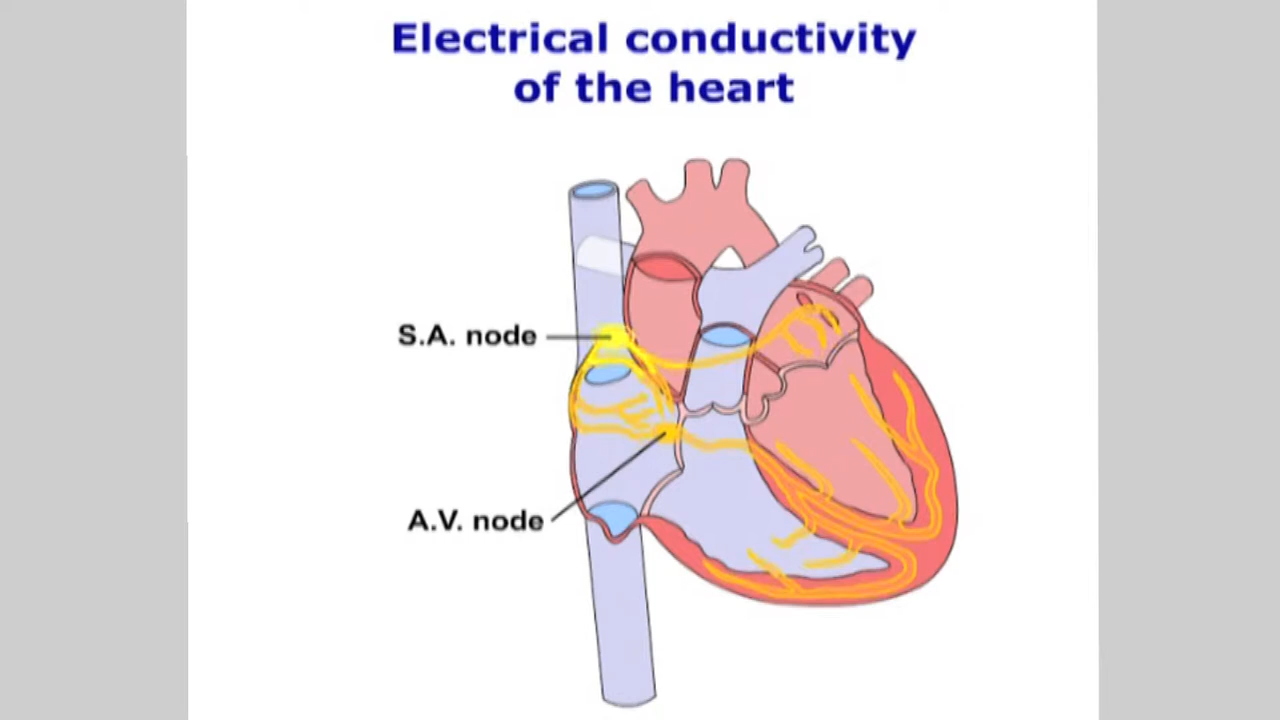 Electrical conductivity
of the heart
S.A. node
A.V. node